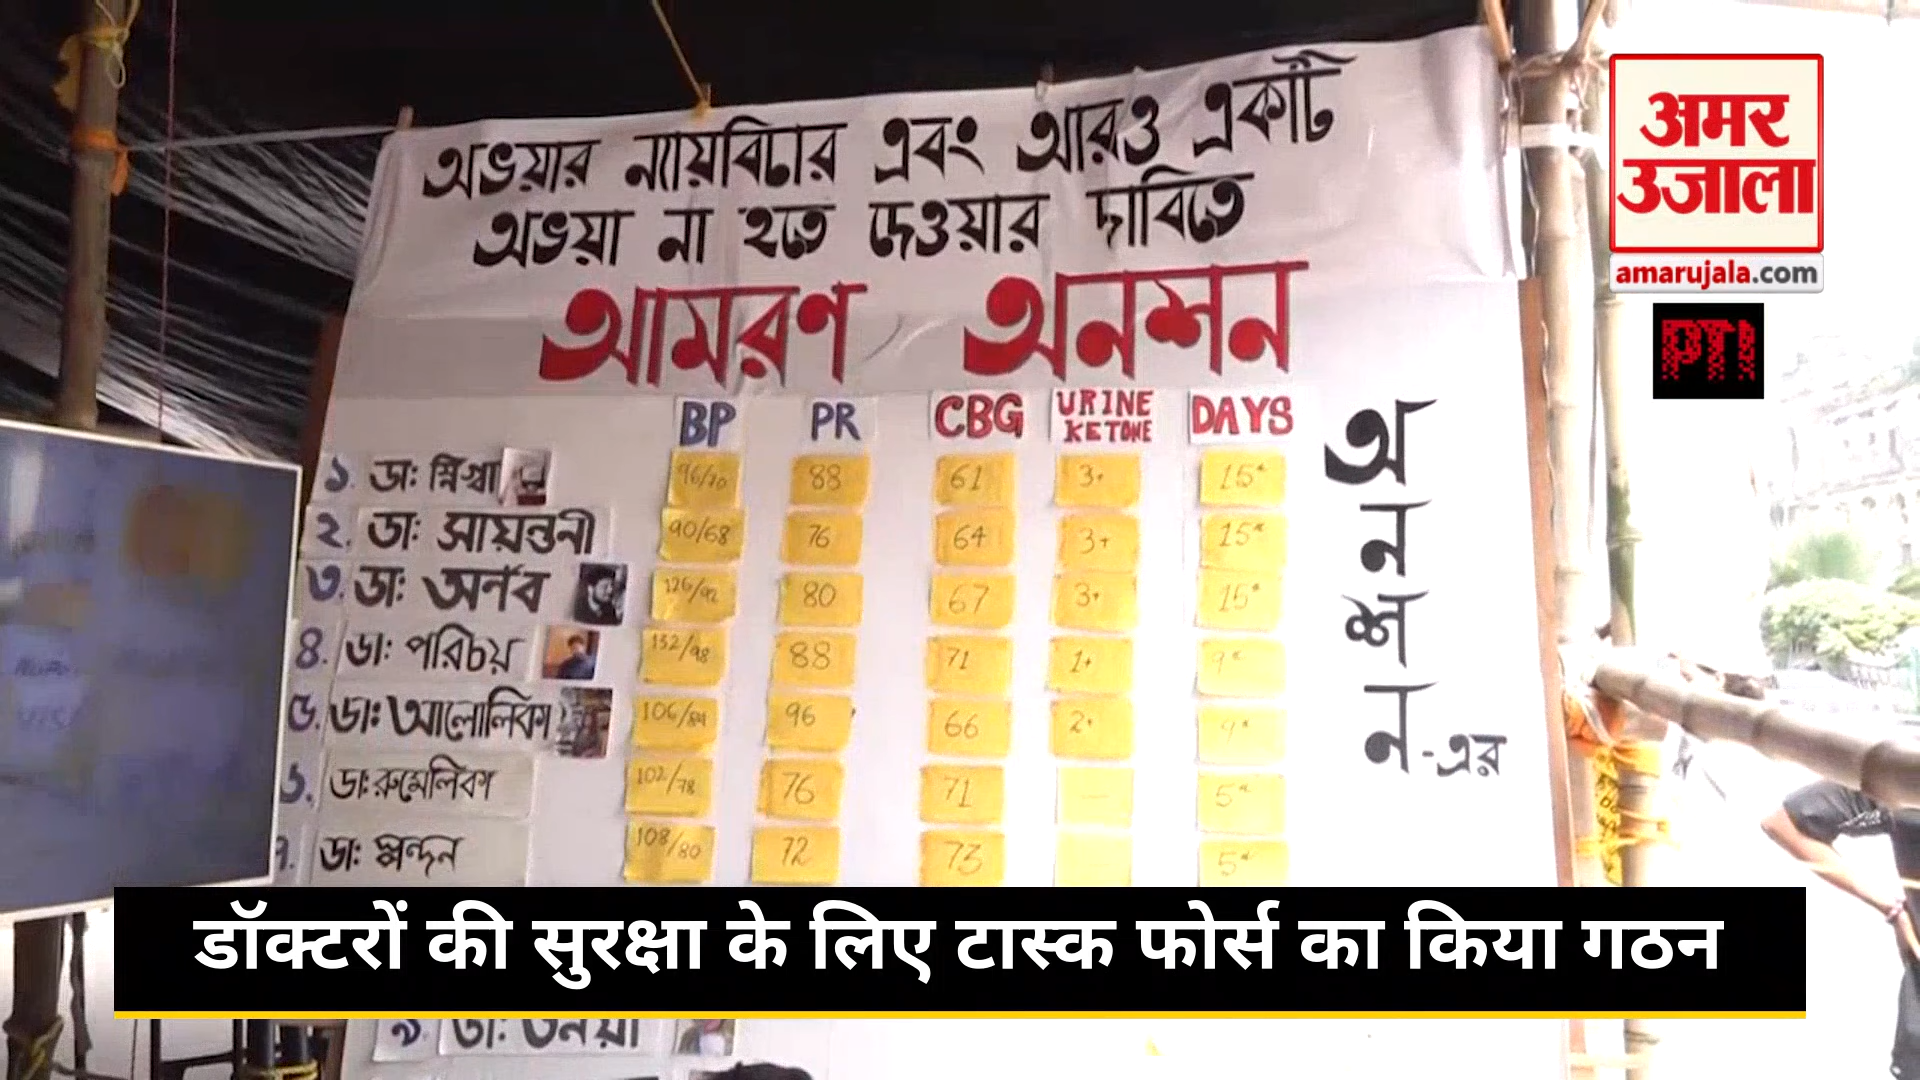 অভয়ার ন্যায়বিচার এবং আরও একটি
অভয়া না হতে দেওয়ার দাবিতে
আমরণ অনশন
BP PR CBG URINE KETONE DAYS
১. ডাঃ স্নিগ্ধা 96/70 88 61 3+ 15
২. ডাঃ সায়ন্তনী 90/68 76 64 3+ 15
৩. ডাঃ অর্ণব 126/92 80 67 3+ 15
৪. ডাঃ পরিচয় 132/98 88 71 1+ 9
৫. ডাঃ আলোলিকা 106/84 96 66 2+ 9
৬. ডাঃ রুমেলিকা 102/78 76 71 — 5
৭. ডাঃ স্পন্দন 108/80 72 73 5
৯. ডাঃ তনয়া
অনশন-এর
अमर
उजाला
amarujala.com
PTI
डॉक्टरों की सुरक्षा के लिए टास्क फोर्स का किया गठन